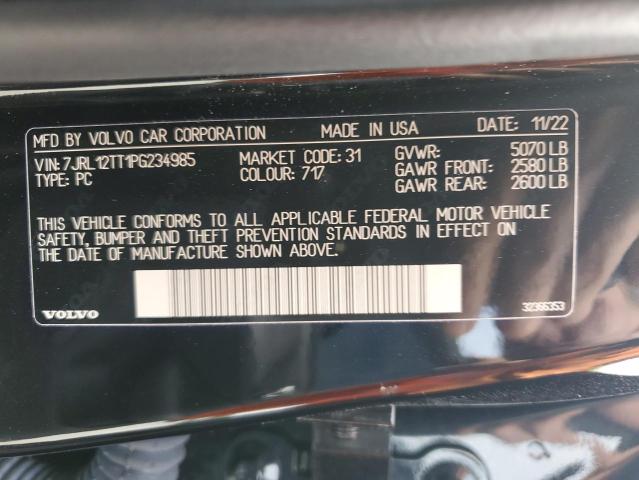 MFD BY VOLVO CAR CORPORATION MADE IN USA DATE: 11/22
VIN: 7JRL12TT1PG234985 MARKET CODE: 31 GVWR: 5070 LB
TYPE: PC COLOUR: 717 GAWR FRONT: 2580 LB
GAWR REAR: 2600 LB
THIS VEHICLE CONFORMS TO ALL APPLICABLE FEDERAL MOTOR VEHICLE
SAFETY, BUMPER AND THEFT PREVENTION STANDARDS IN EFFECT ON
THE DATE OF MANUFACTURE SHOWN ABOVE.
VOLVO 32366353